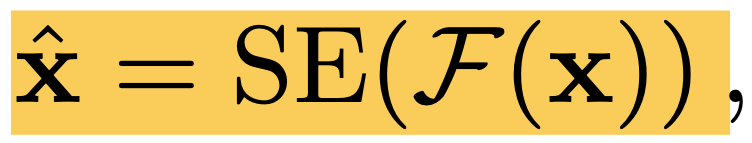 x̂ = SE(ℱ(x)) ,